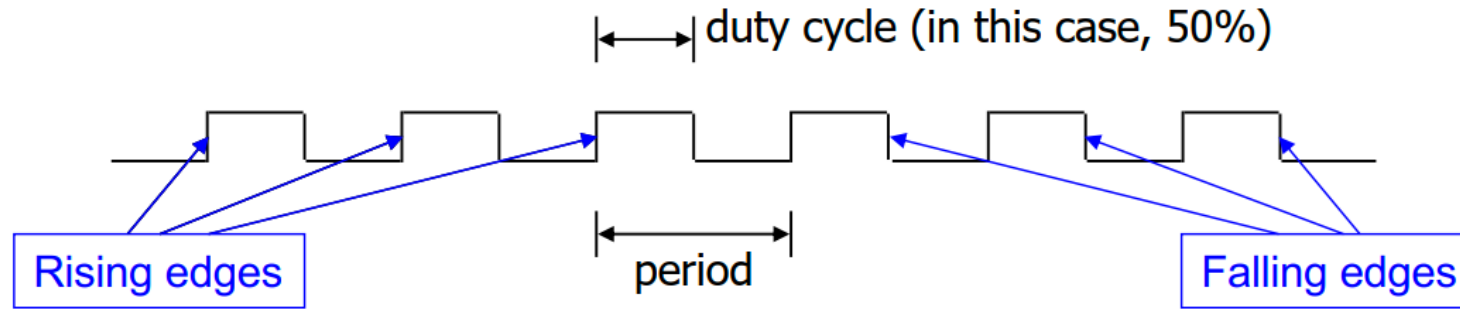 duty cycle (in this case, 50%)
Rising edges
period
Falling edges